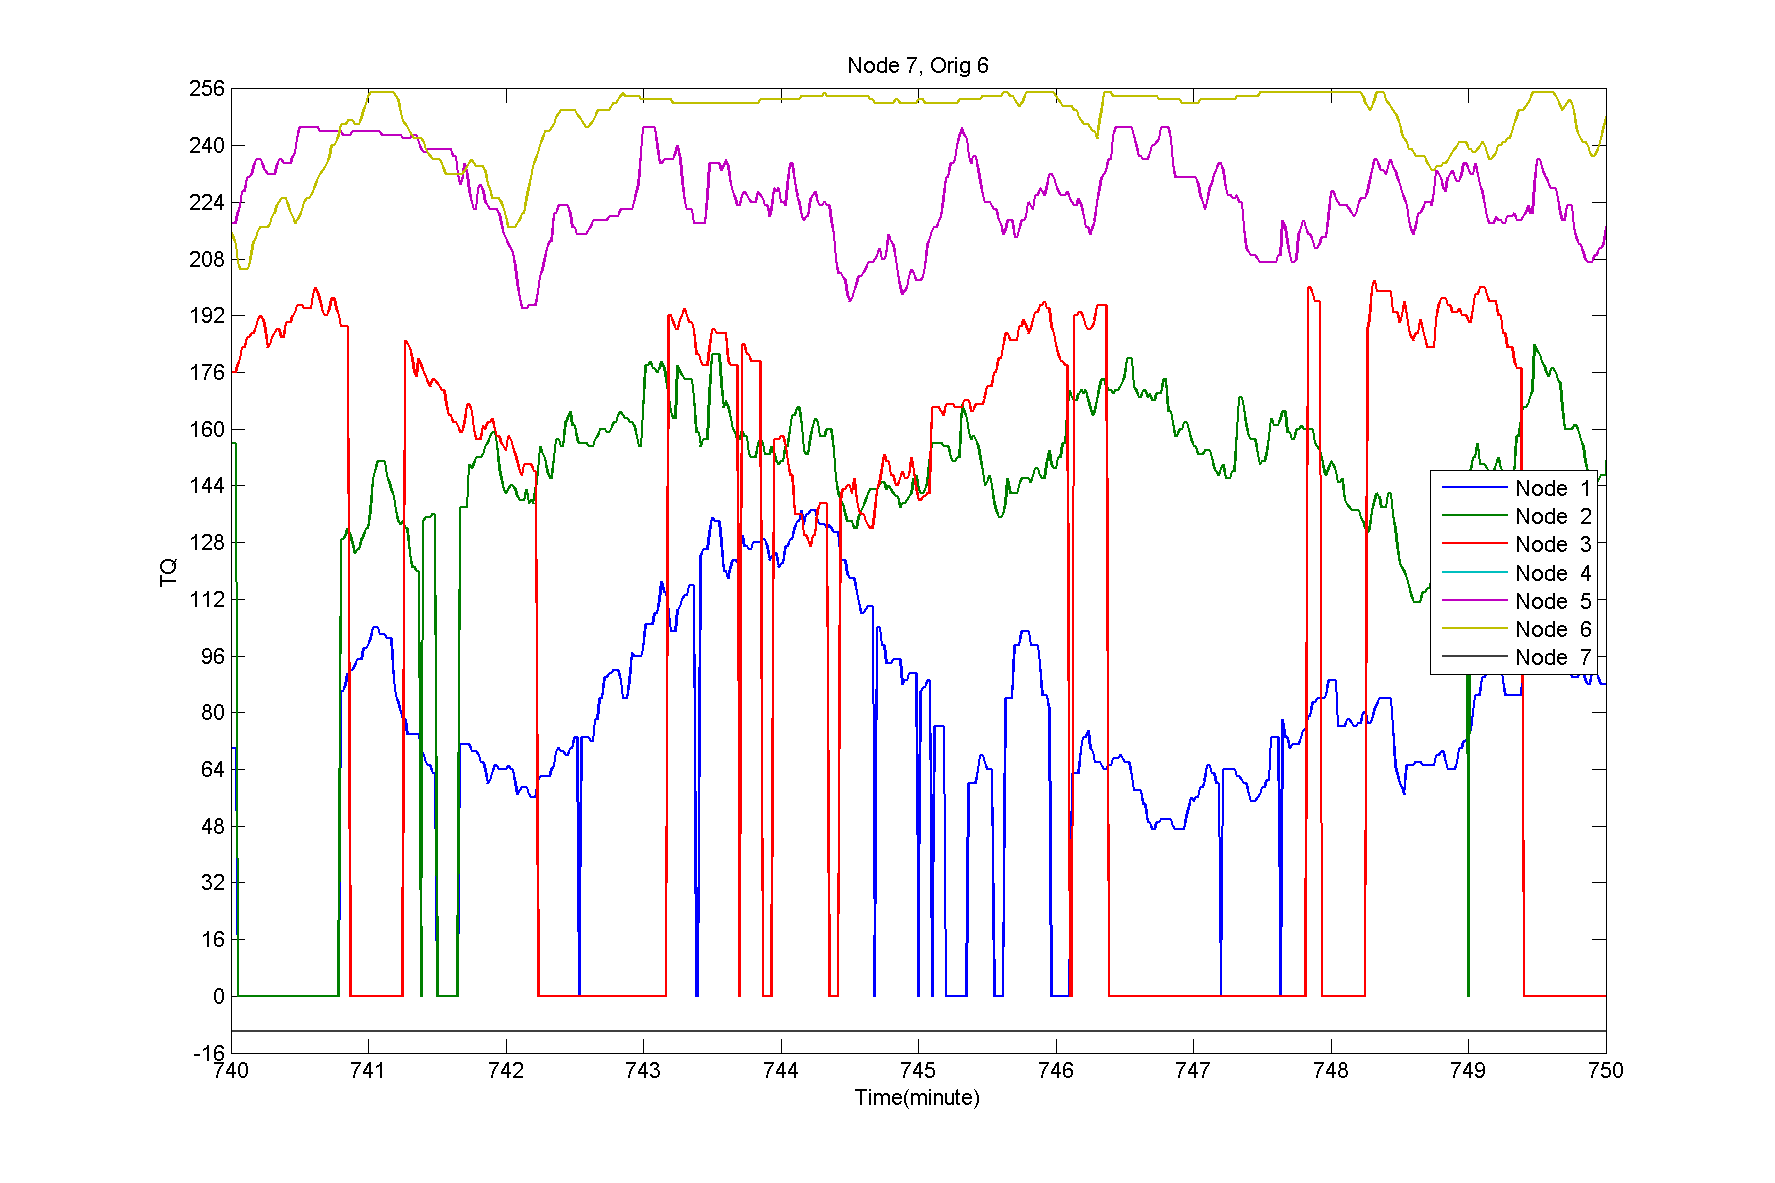 Node 7, Orig 6
256
240
224
208
192
176
160
144
128
112
96
80
64
48
32
16
0
-16
TQ
Node 1
Node 2
Node 3
Node 4
Node 5
Node 6
Node 7
740 741 742 743 744 745 746 747 748 749 750
Time(minute)